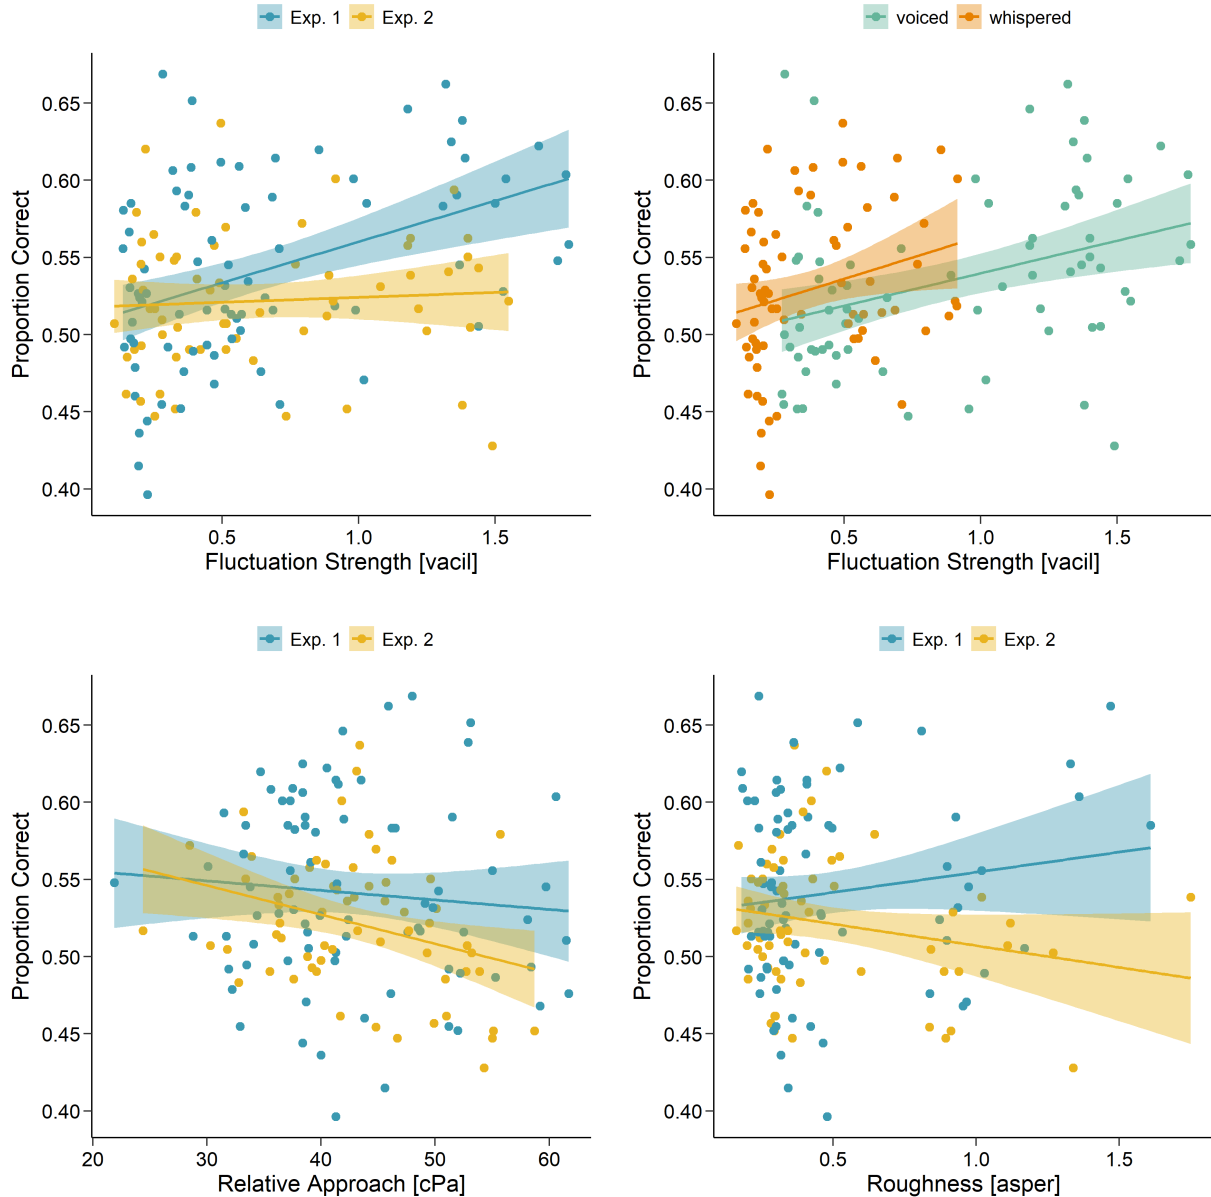 Exp. 1 Exp. 2
Proportion Correct
0.65
0.60
0.55
0.50
0.45
0.40
0.5 1.0 1.5
Fluctuation Strength [vacil]
voiced whispered
Proportion Correct
0.65
0.60
0.55
0.50
0.45
0.40
0.5 1.0 1.5
Fluctuation Strength [vacil]
Exp. 1 Exp. 2
Proportion Correct
0.65
0.60
0.55
0.50
0.45
0.40
20 30 40 50 60
Relative Approach [cPa]
Exp. 1 Exp. 2
Proportion Correct
0.65
0.60
0.55
0.50
0.45
0.40
0.5 1.0 1.5
Roughness [asper]